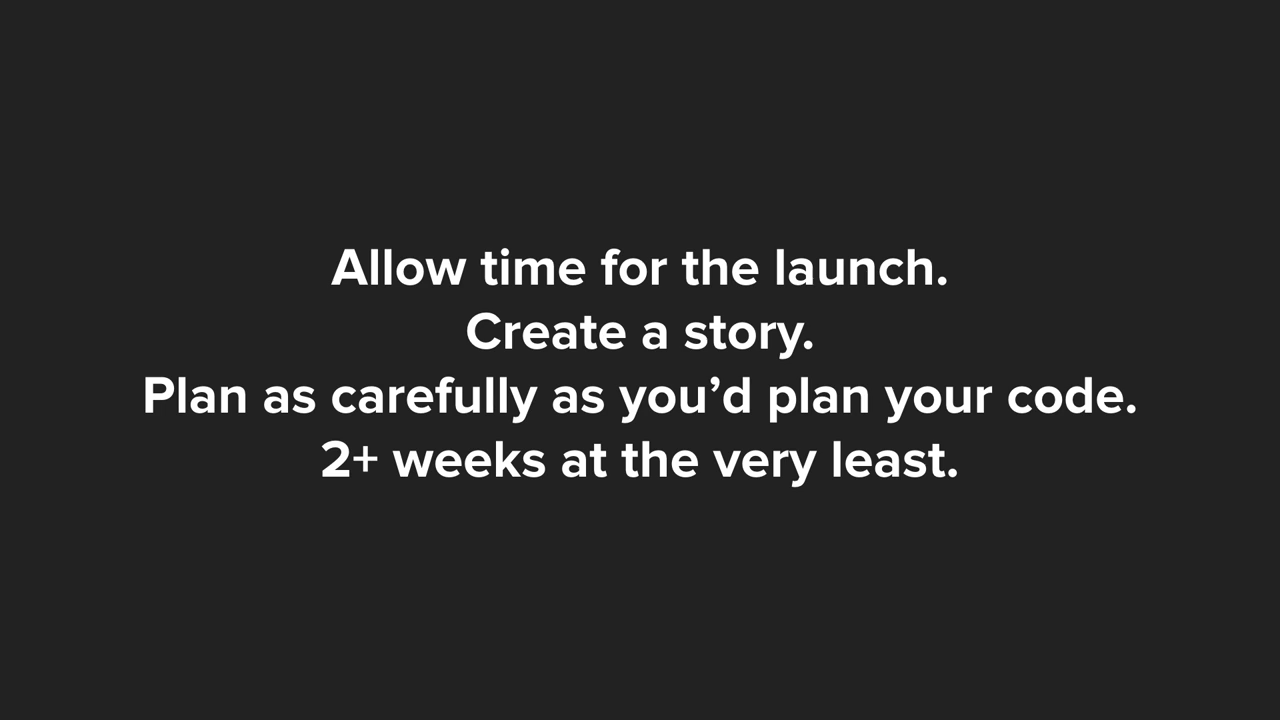 Allow time for the launch.
Create a story.
Plan as carefully as you’d plan your code.
2+ weeks at the very least.